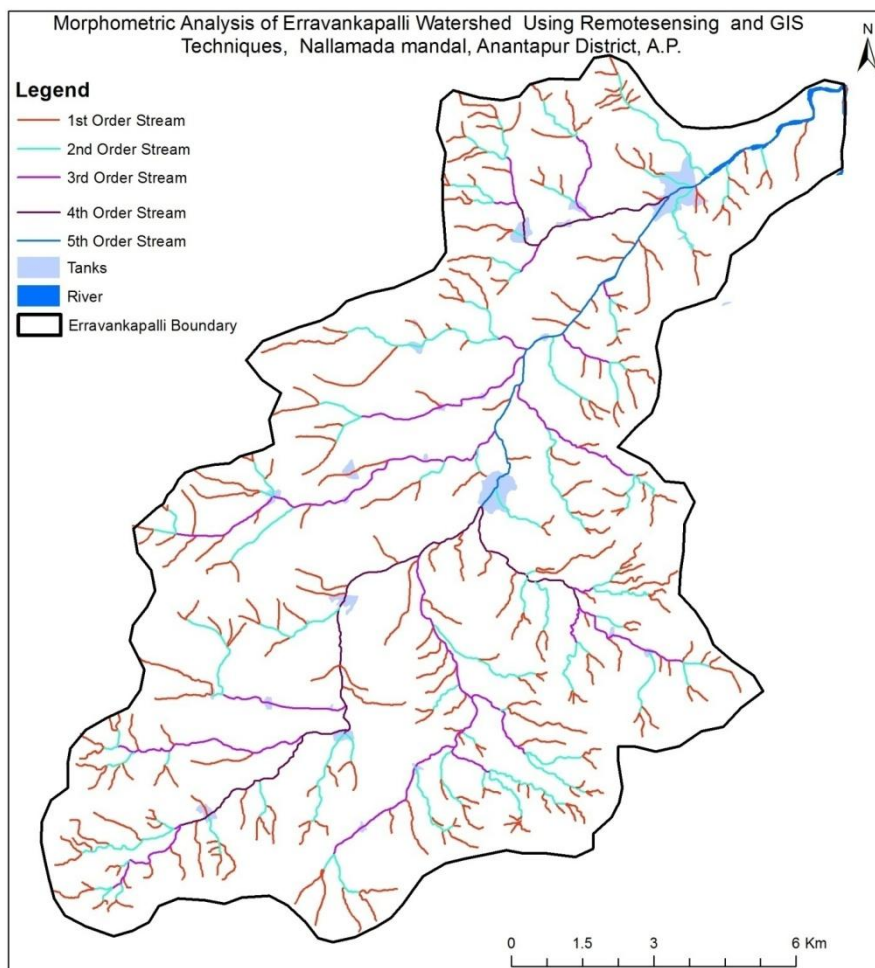 Morphometric Analysis of Erravankapalli Watershed Using Remotesensing and GIS
Techniques, Nallamada mandal, Anantapur District, A.P.
N
Legend
1st Order Stream
2nd Order Stream
3rd Order Stream
4th Order Stream
5th Order Stream
Tanks
River
Erravankapalli Boundary
0 1.5 3 6 Km